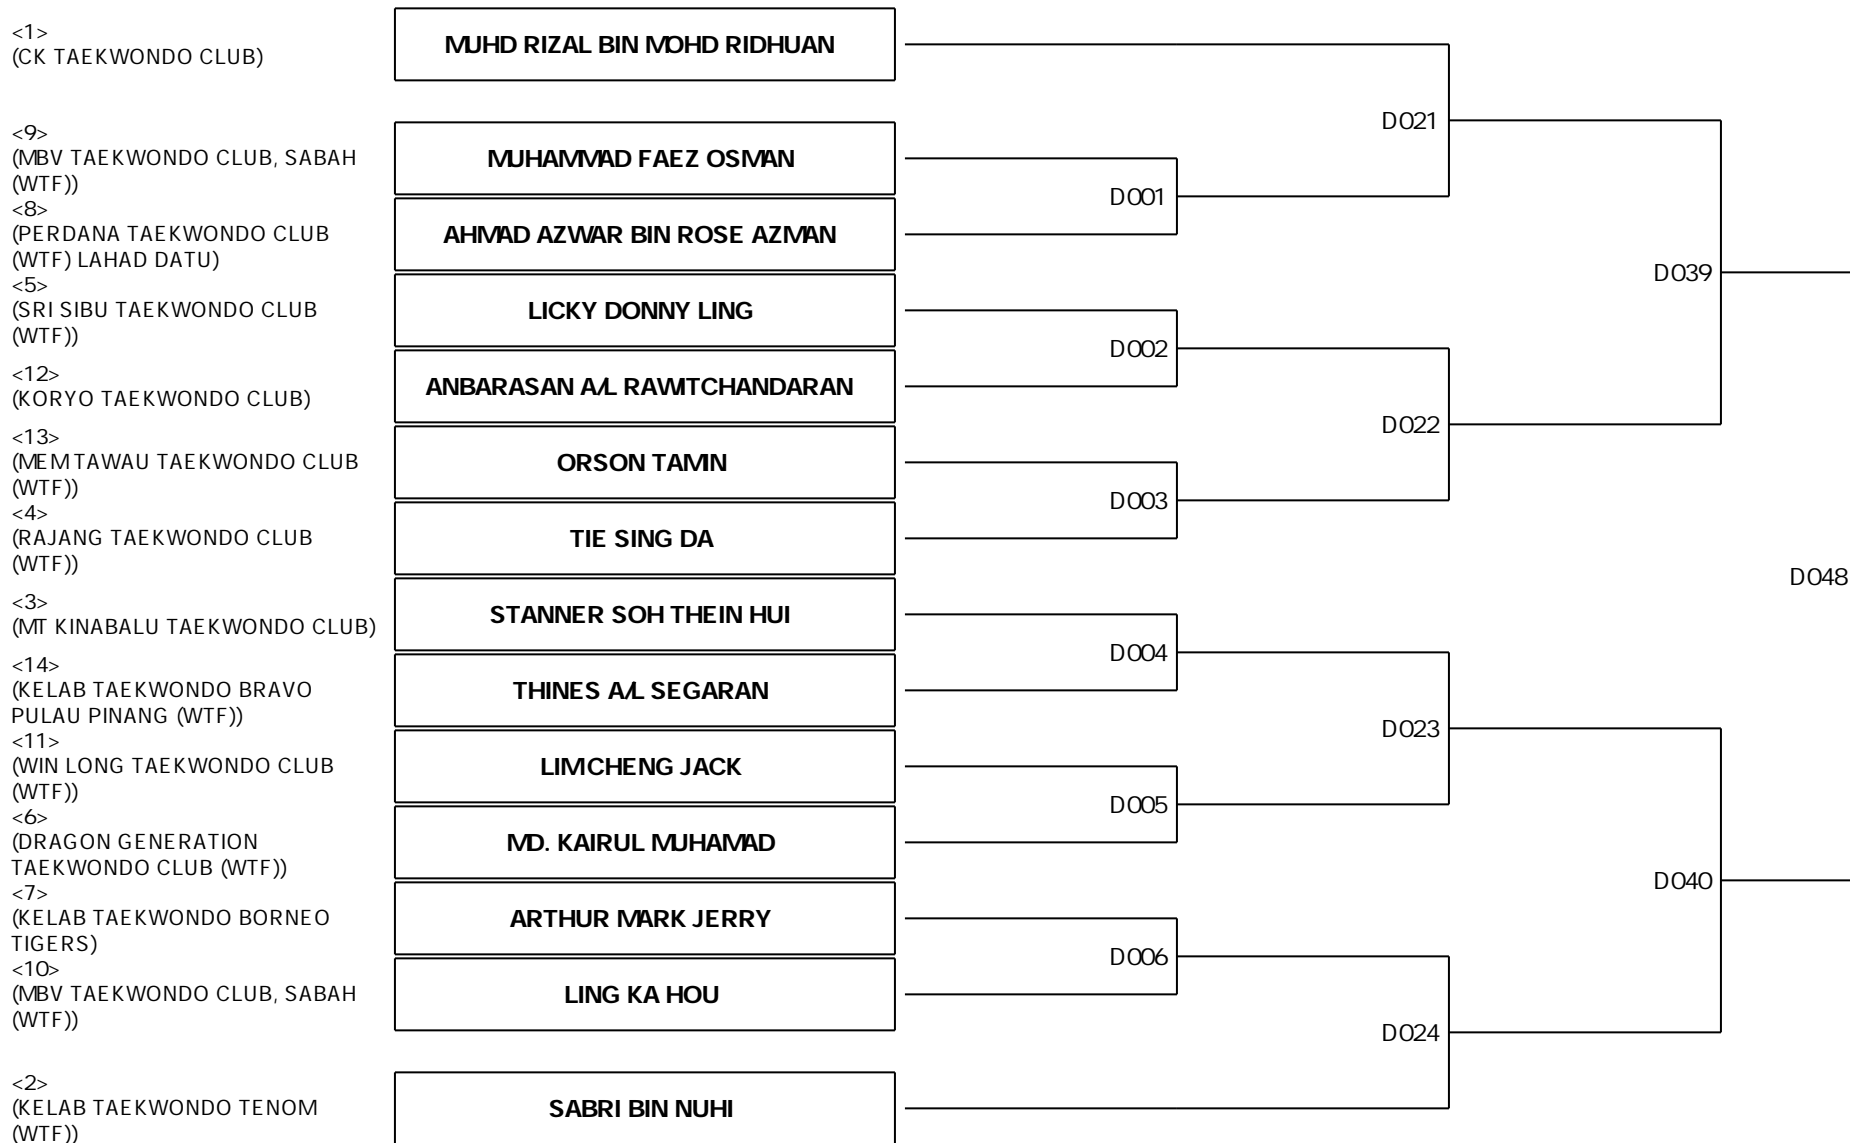 <1>
(CK TAEKWONDO CLUB)
MUHD RIZAL BIN MOHD RIDHUAN
D021
<9>
(MBV TAEKWONDO CLUB, SABAH
(WTF))
MUHAMMAD FAEZ OSMAN
D001
<8>
(PERDANA TAEKWONDO CLUB
(WTF) LAHAD DATU)
AHMAD AZWAR BIN ROSE AZMAN
D039
<5>
(SRI SIBU TAEKWONDO CLUB
(WTF))
LICKY DONNY LING
D002
<12>
(KORYO TAEKWONDO CLUB)
ANBARASAN A/L RAWITCHANDARAN
D022
<13>
(MEM TAWAU TAEKWONDO CLUB
(WTF))
ORSON TAMIN
D003
<4>
(RAJANG TAEKWONDO CLUB
(WTF))
TIE SING DA
D048
<3>
(MT KINABALU TAEKWONDO CLUB)
STANNER SOH THEIN HUI
D004
<14>
(KELAB TAEKWONDO BRAVO
PULAU PINANG (WTF))
THINES A/L SEGARAN
D023
<11>
(WIN LONG TAEKWONDO CLUB
(WTF))
LIM CHENG JACK
D005
<6>
(DRAGON GENERATION
TAEKWONDO CLUB (WTF))
MD. KAIRUL MUHAMAD
D040
<7>
(KELAB TAEKWONDO BORNEO
TIGERS)
ARTHUR MARK JERRY
D006
<10>
(MBV TAEKWONDO CLUB, SABAH
(WTF))
LING KA HOU
D024
<2>
(KELAB TAEKWONDO TENOM
(WTF))
SABRI BIN NUHI